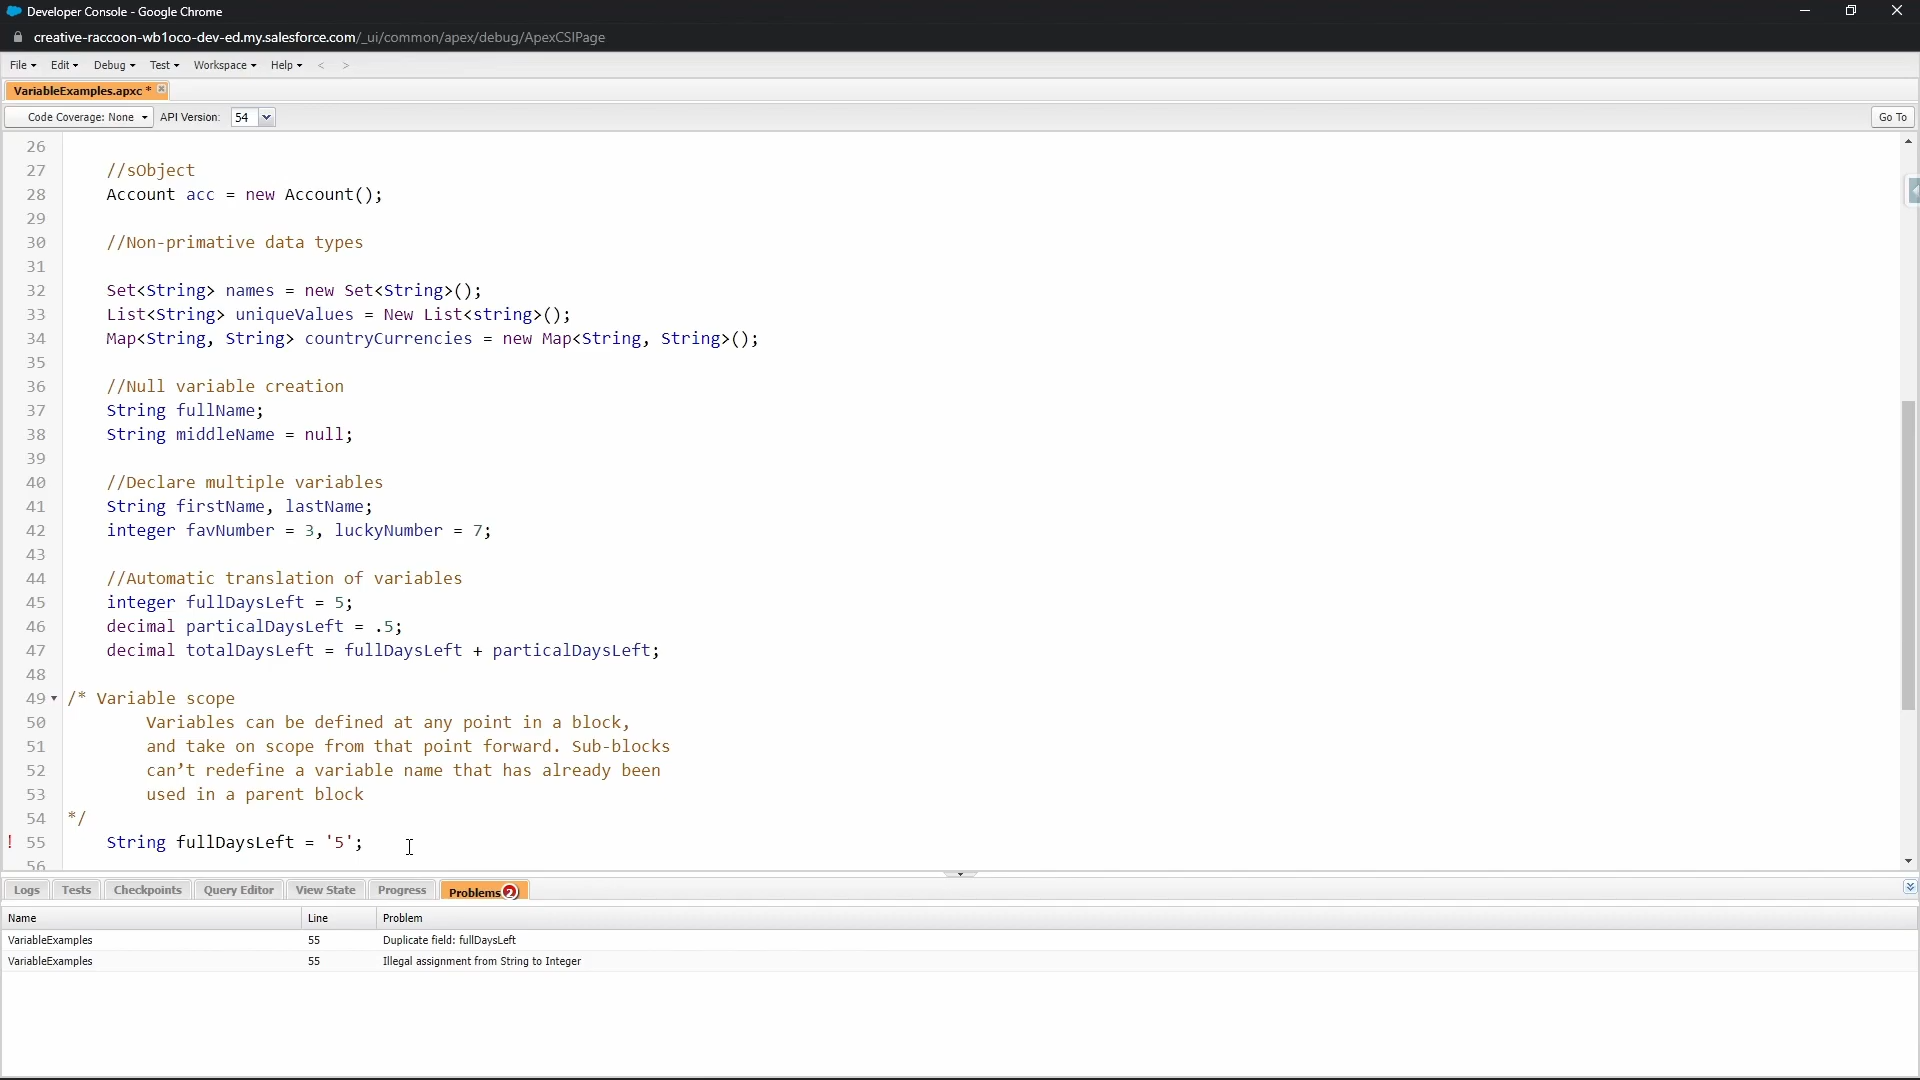 Developer Console - Google Chrome
creative-raccoon-wb1oco-dev-ed.my.salesforce.com/_ui/common/apex/debug/ApexCSIPage
File Edit Debug Test Workspace Help < >
VariableExamples.apxc *
Code Coverage: None API Version: 54 Go To
26
27 //sObject
28 Account acc = new Account();
29
30 //Non-primative data types
31
32 Set<String> names = new Set<String>();
33 List<String> uniqueValues = New List<string>();
34 Map<String, String> countryCurrencies = new Map<String, String>();
35
36 //Null variable creation
37 String fullName;
38 String middleName = null;
39
40 //Declare multiple variables
41 String firstName, lastName;
42 integer favNumber = 3, luckyNumber = 7;
43
44 //Automatic translation of variables
45 integer fullDaysLeft = 5;
46 decimal particalDaysLeft = .5;
47 decimal totalDaysLeft = fullDaysLeft + particalDaysLeft;
48
49 /* Variable scope
50 Variables can be defined at any point in a block,
51 and take on scope from that point forward. Sub-blocks
52 can’t redefine a variable name that has already been
53 used in a parent block
54 */
! 55 String fullDaysLeft = '5';
56
Logs Tests Checkpoints Query Editor View State Progress Problems 2
Name Line Problem
VariableExamples 55 Duplicate field: fullDaysLeft
VariableExamples 55 Illegal assignment from String to Integer